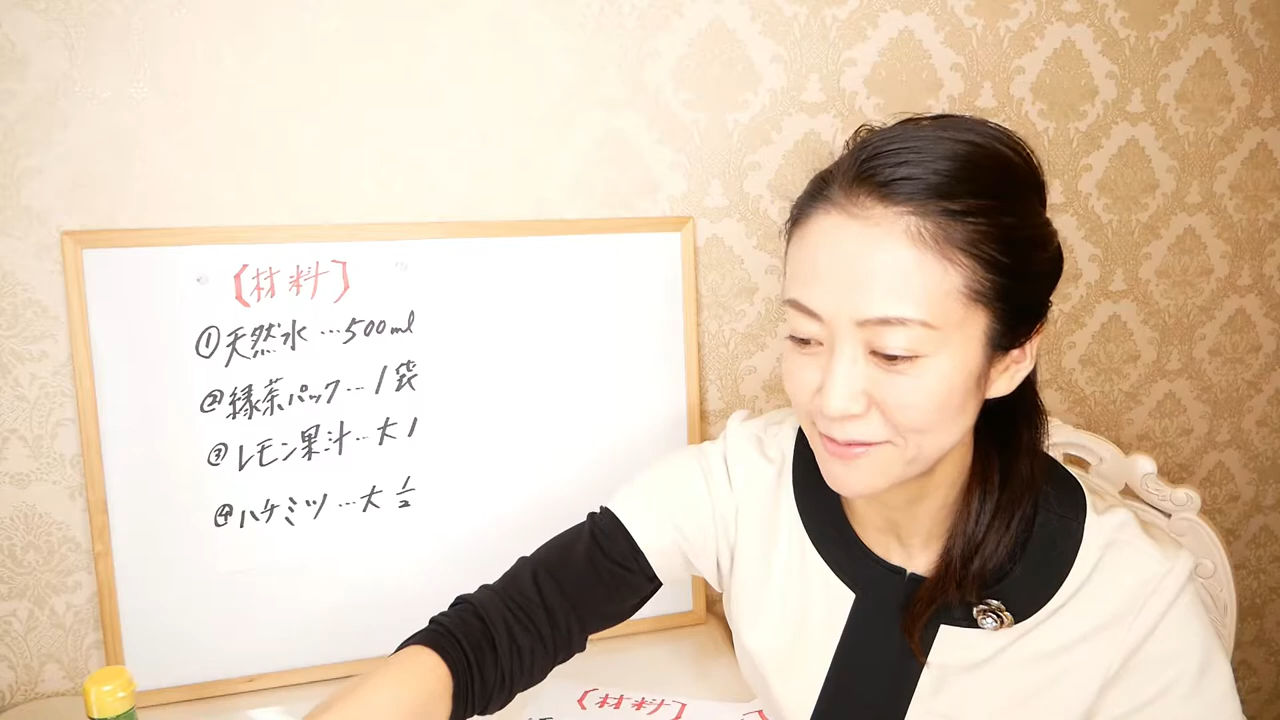 【材料】
①天然水…500ml
②緑茶パック…1袋
③レモン果汁…大1
④ハチミツ…大1/2
【材料】